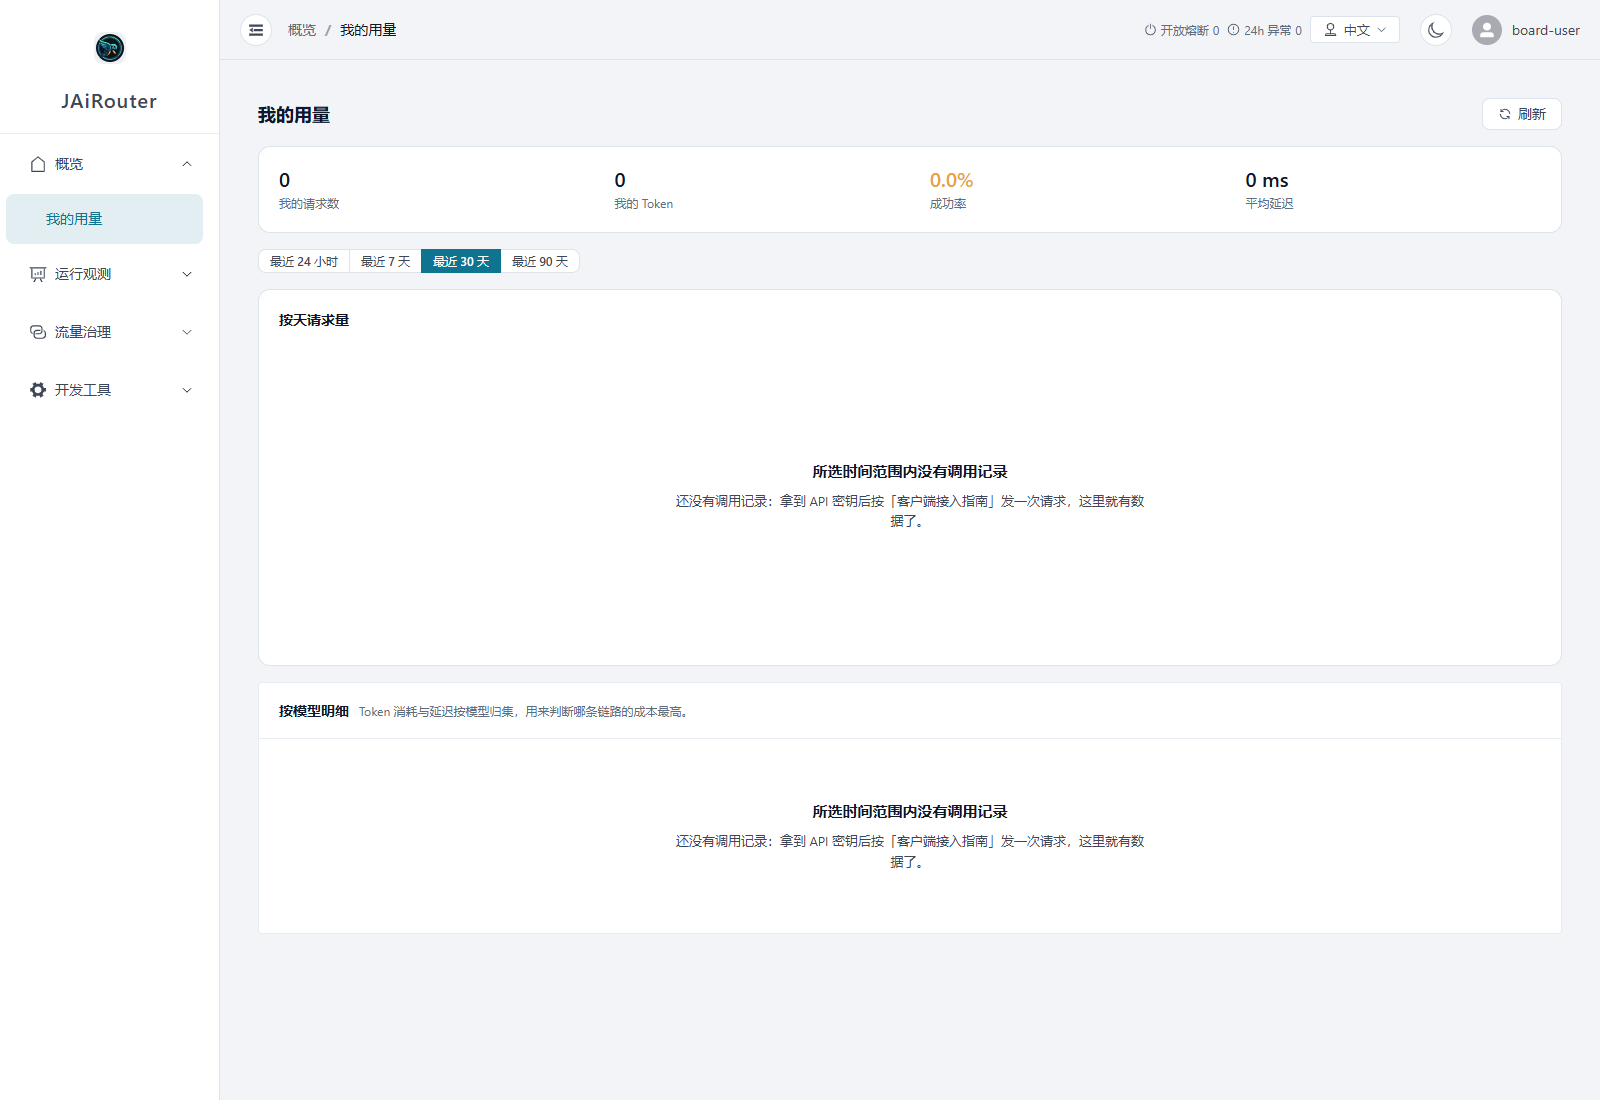 JAiRouter
概览
我的用量
运行观测
流量治理
开发工具
概览 / 我的用量
开放熔断 0 24h 异常 0 中文 board-user
我的用量
刷新
0
我的请求数
0
我的 Token
0.0%
成功率
0 ms
平均延迟
最近 24 小时 最近 7 天 最近 30 天 最近 90 天
按天请求量
所选时间范围内没有调用记录
还没有调用记录：拿到 API 密钥后按「客户端接入指南」发一次请求，这里就有数
据了。
按模型明细 Token 消耗与延迟按模型归集，用来判断哪条链路的成本最高。
所选时间范围内没有调用记录
还没有调用记录：拿到 API 密钥后按「客户端接入指南」发一次请求，这里就有数
据了。